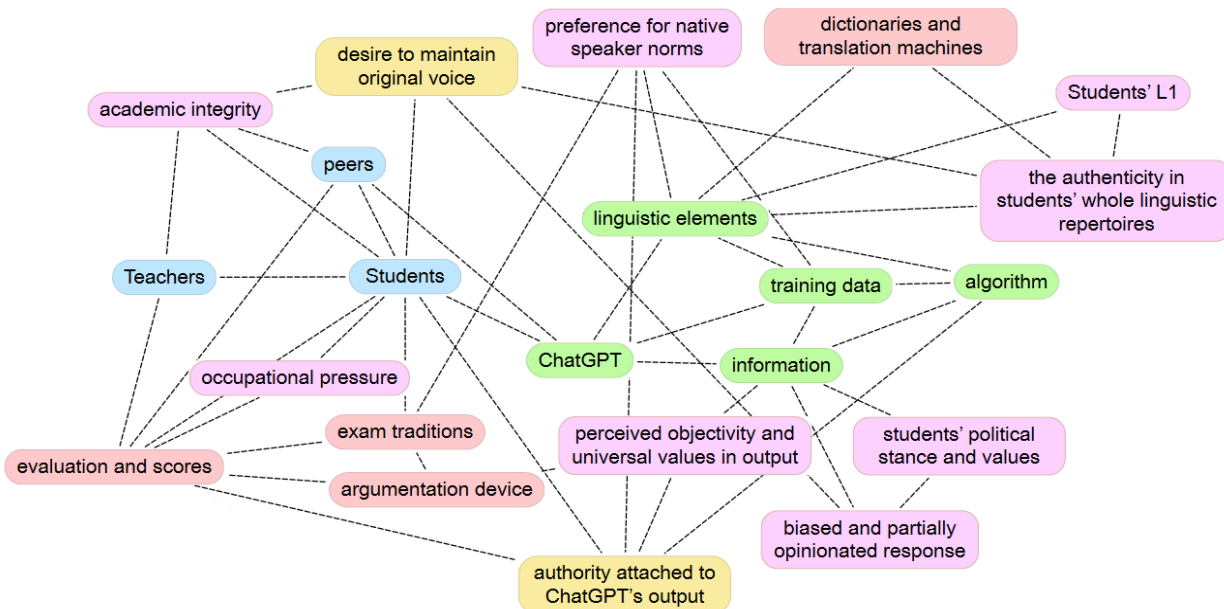 preference for native
speaker norms
dictionaries and
translation machines
desire to maintain
original voice
Students' L1
academic integrity
peers
the authenticity in
students' whole linguistic
repertoires
linguistic elements
Teachers
Students
training data
algorithm
ChatGPT
information
occupational pressure
exam traditions
perceived objectivity and
universal values in output
students' political
stance and values
evaluation and scores
argumentation device
biased and partially
opinionated response
authority attached to
ChatGPT's output